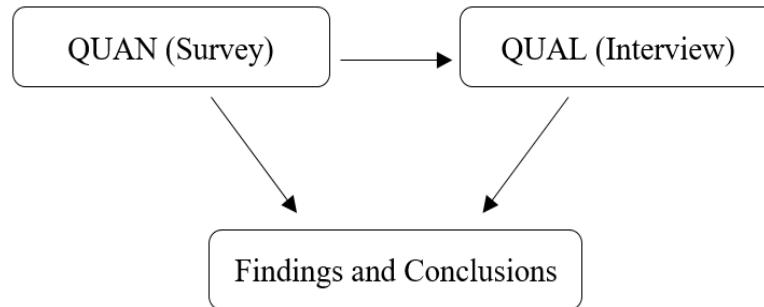 QUAN (Survey)
QUAL (Interview)
Findings and Conclusions